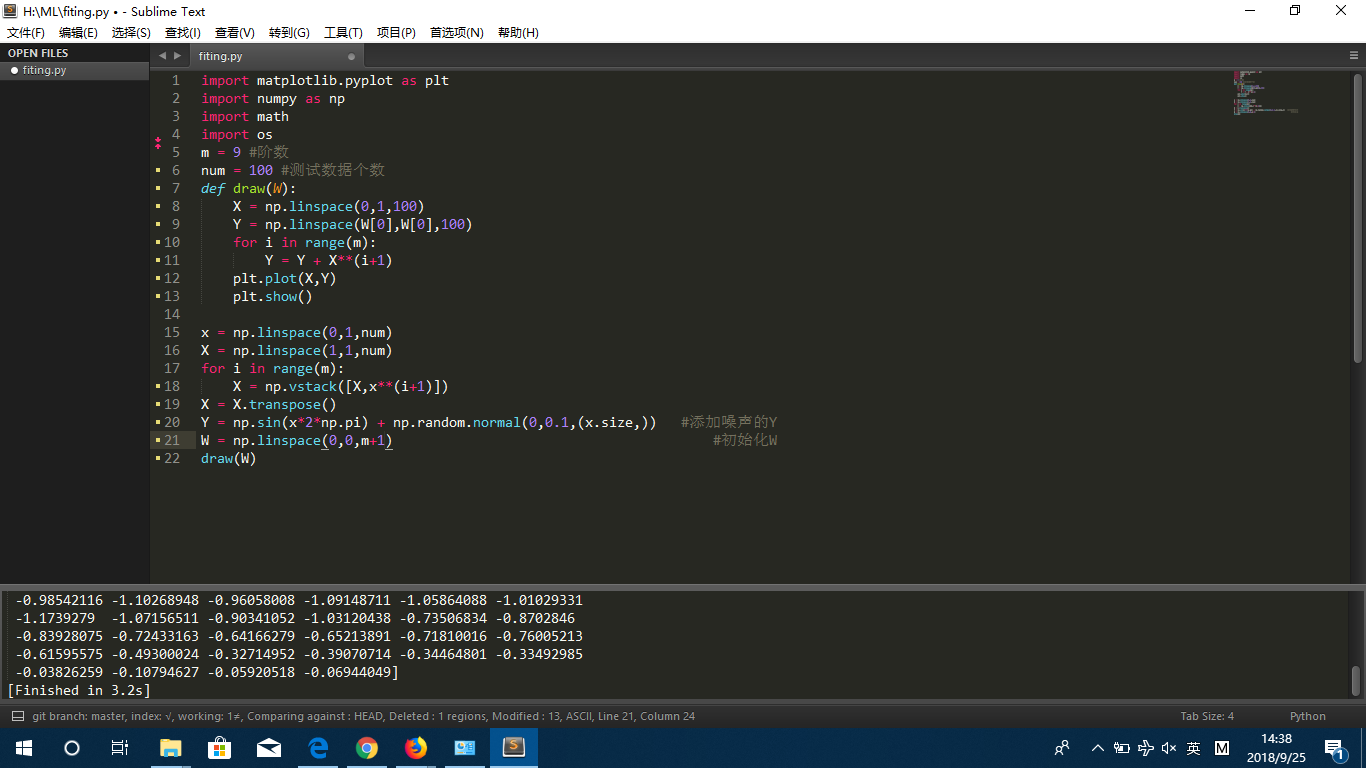 H:\ML\fiting.py • - Sublime Text
文件(F) 编辑(E) 选择(S) 查找(I) 查看(V) 转到(G) 工具(T) 项目(P) 首选项(N) 帮助(H)
OPEN FILES
fiting.py
fiting.py
1 import matplotlib.pyplot as plt
2 import numpy as np
3 import math
4 import os
5 m = 9 #阶数
6 num = 100 #测试数据个数
7 def draw(W):
8 X = np.linspace(0,1,100)
9 Y = np.linspace(W[0],W[0],100)
10 for i in range(m):
11 Y = Y + X**(i+1)
12 plt.plot(X,Y)
13 plt.show()
14
15 x = np.linspace(0,1,num)
16 X = np.linspace(1,1,num)
17 for i in range(m):
18 X = np.vstack([X,x**(i+1)])
19 X = X.transpose()
20 Y = np.sin(x*2*np.pi) + np.random.normal(0,0.1,(x.size,)) #添加噪声的Y
21 W = np.linspace(0,0,m+1) #初始化W
22 draw(W)
-0.98542116 -1.10268948 -0.96058008 -1.09148711 -1.05864088 -1.01029331
-1.1739279 -1.07156511 -0.90341052 -1.03120438 -0.73506834 -0.8702846
-0.83928075 -0.72433163 -0.64166279 -0.65213891 -0.71810016 -0.76005213
-0.61595575 -0.49300024 -0.32714952 -0.39070714 -0.34464801 -0.33492985
-0.03826259 -0.10794627 -0.05920518 -0.06944049]
[Finished in 3.2s]
git branch: master, index: √, working: 1≠, Comparing against : HEAD, Deleted : 1 regions, Modified : 13, ASCII, Line 21, Column 24
Tab Size: 4
Python
英
M
14:38
2018/9/25
1